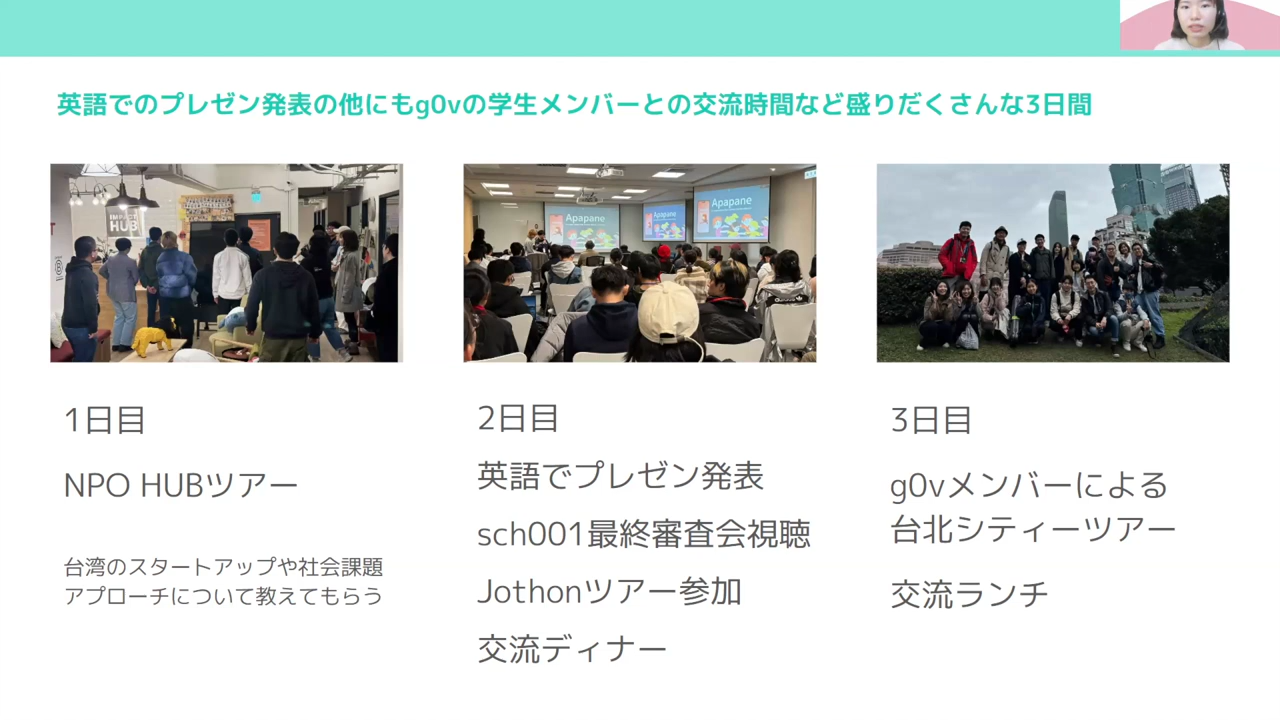 英語でのプレゼン発表の他にもg0vの学生メンバーとの交流時間など盛りだくさんな3日間
IMPACT
HUB
Apapane
Apapane
Apapane
1日目
NPO HUBツアー
台湾のスタートアップや社会課題
アプローチについて教えてもらう
2日目
英語でプレゼン発表
sch001最終審査会視聴
Jothonツアー参加
交流ディナー
3日目
g0vメンバーによる
台北シティーツアー
交流ランチ